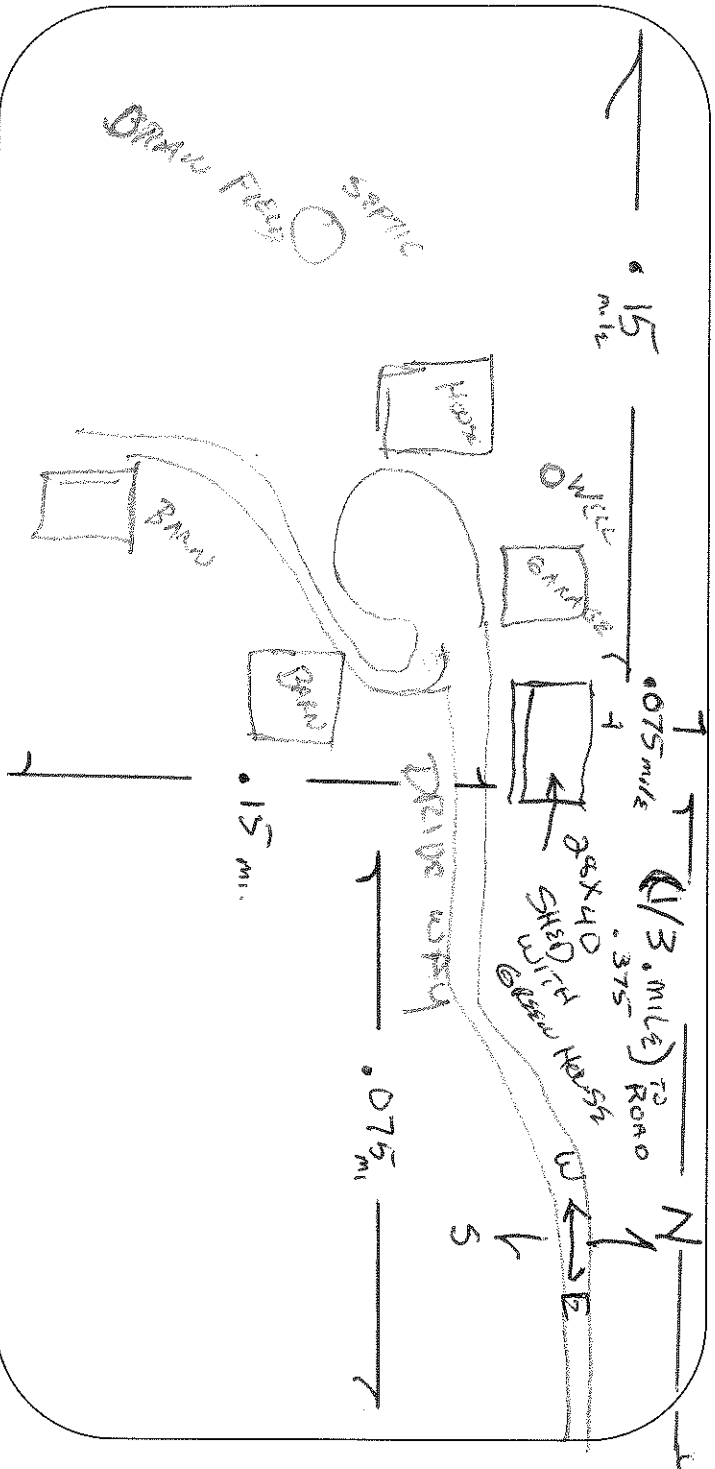 .15
mile
.075 mile
(1/3 . MILE) TO
.375 ROAD
N
W
E
S
O WELL
GARAGE
28X40
SHED
WITH
GREEN HOUSE
HOUSE
SEPTIC
DRAIN FIELD
BARN
BARN
DRIVE WAY
.15 mi.
.075 mi